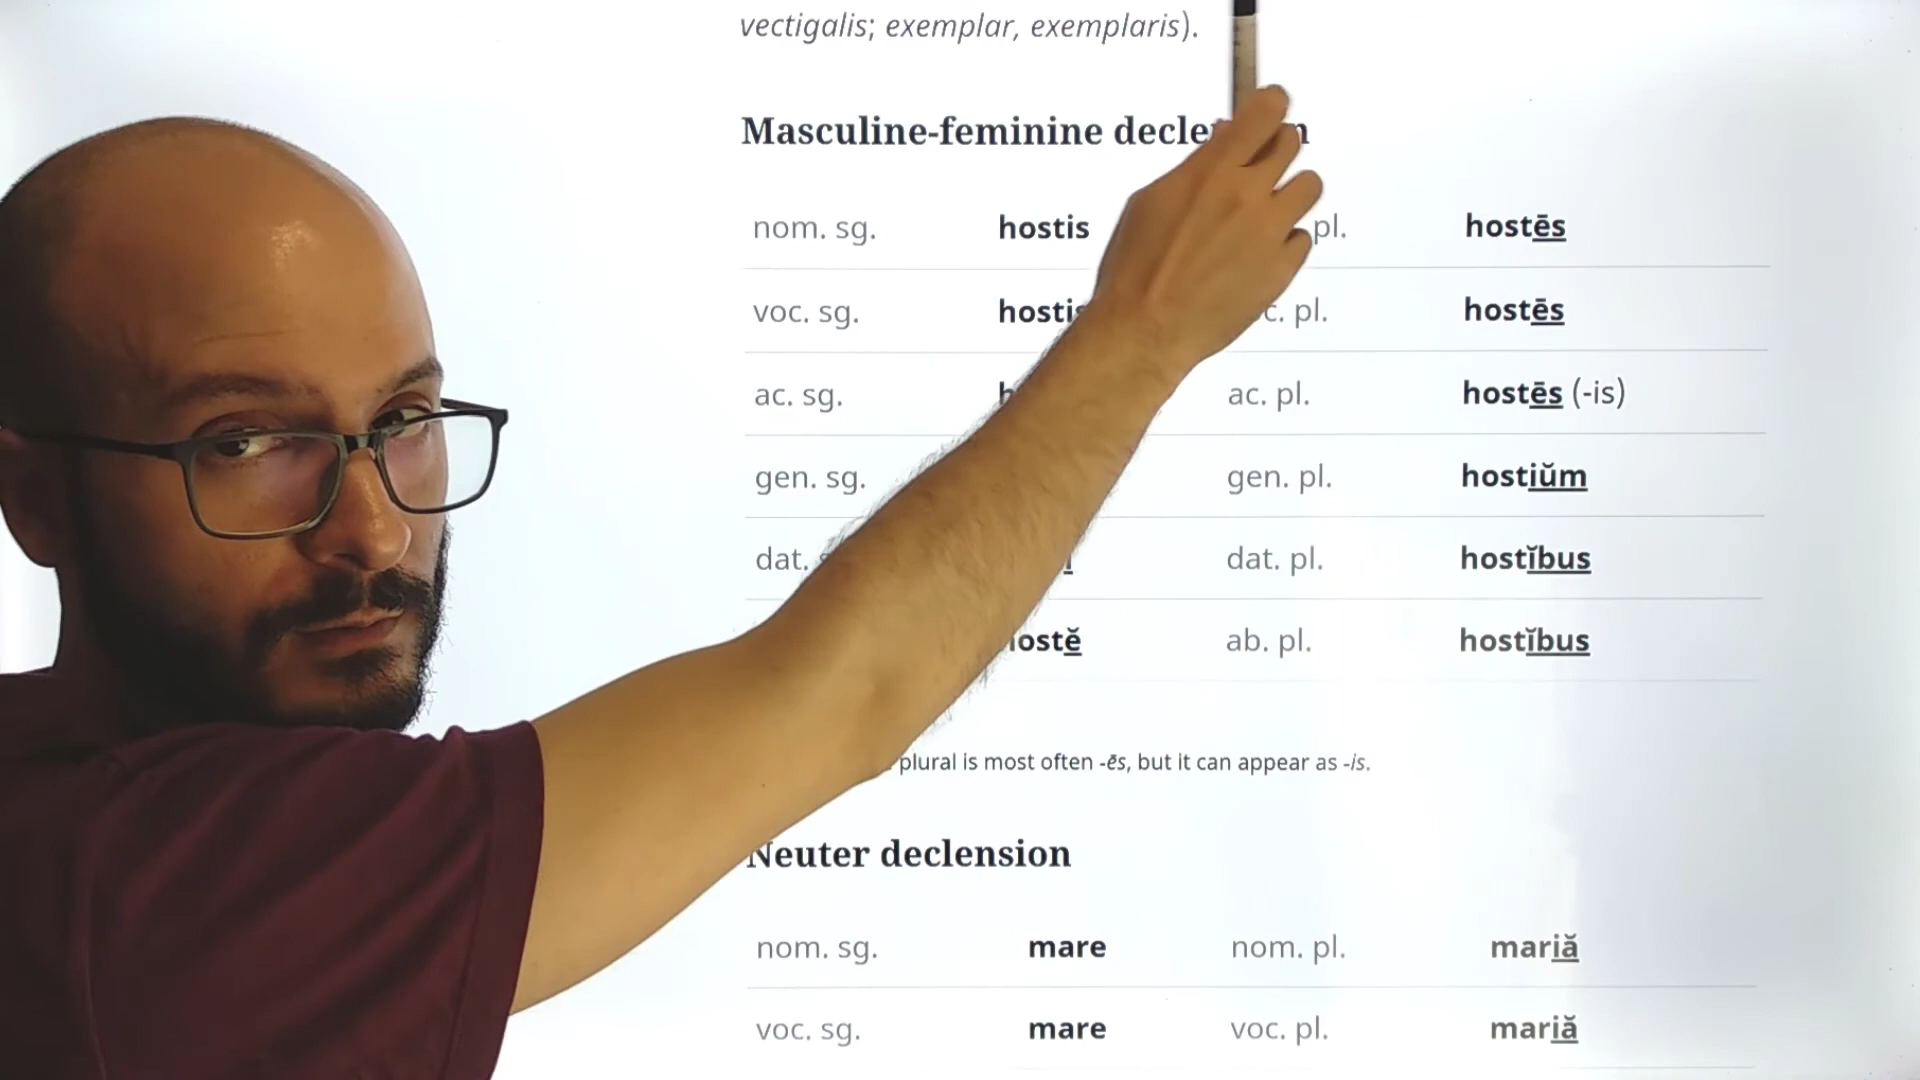 vectigalis; exemplar, exemplaris).
Masculine-feminine
nom. sg. hostis pl. hostēs
voc. sg. pl. hostēs
ac. sg. ac. pl. hostēs (-is)
gen. sg. gen. pl. hostiŭm
dat. dat. pl. hostĭbus
ab. pl. hostĭbus
plural is most often -ēs, but it can appear as -is.
Neuter declension
nom. sg. mare nom. pl. mariă
voc. sg. mare voc. pl. mariă